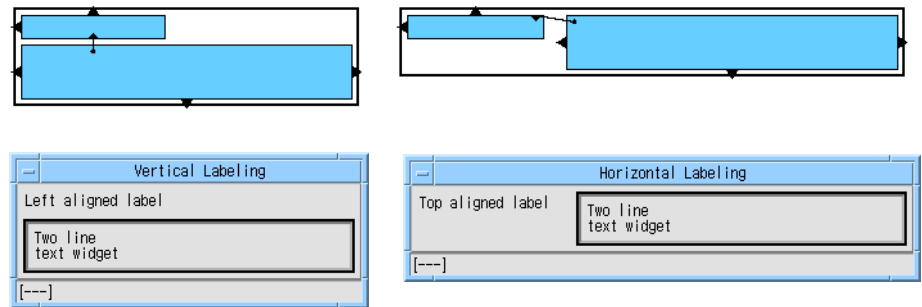 Vertical Labeling
Left aligned label
Two line
text widget
[---]
Horizontal Labeling
Top aligned label
Two line
text widget
[---]